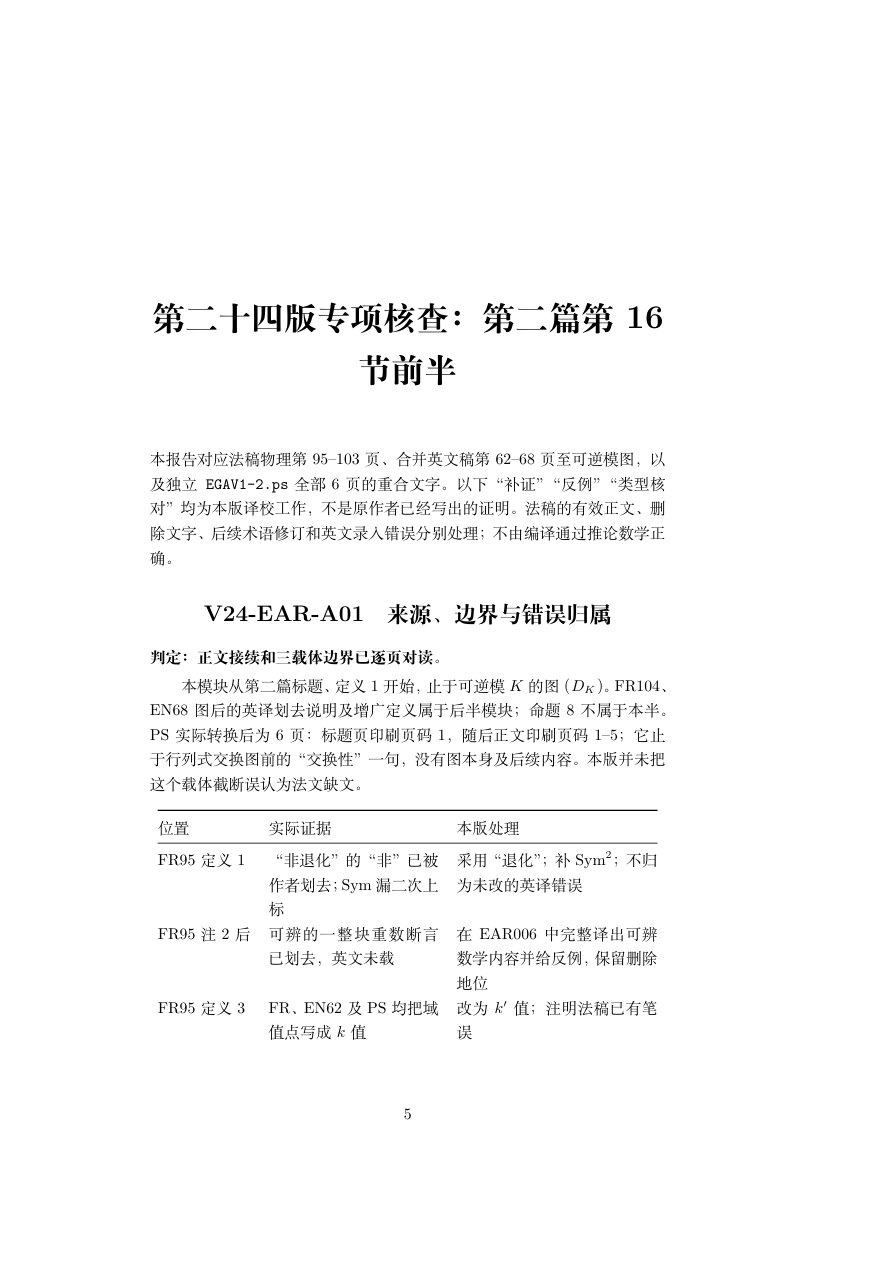 第二十四版专项核查：第二篇第 16
节前半
本报告对应法稿物理第 95–103 页、合并英文稿第 62–68 页至可逆模图，以
及独立 EGAV1-2.ps 全部 6 页的重合文字。以下“补证”“反例”“类型核
对”均为本版译校工作，不是原作者已经写出的证明。法稿的有效正文、删
除文字、后续术语修订和英文录入错误分别处理；不由编译通过推论数学正
确。
V24-EAR-A01 来源、边界与错误归属
判定：正文接续和三载体边界已逐页对读。
本模块从第二篇标题、定义 1 开始，止于可逆模 K 的图 (D_K)。FR104、
EN68 图后的英译划去说明及增广定义属于后半模块；命题 8 不属于本半。
PS 实际转换后为 6 页：标题页印刷页码 1，随后正文印刷页码 1–5；它止
于行列式交换图前的“交换性”一句，没有图本身及后续内容。本版并未把
这个载体截断误认为法文缺文。
位置 实际证据 本版处理
FR95 定义 1 “非退化”的“非”已被 采用“退化”；补 Sym²；不归
作者划去；Sym 漏二次上 为未改的英译错误
标
FR95 注 2 后 可辨的一整块重数断言 在 EAR006 中完整译出可辨
已划去，英文未载 数学内容并给反例，保留删除
地位
FR95 定义 3 FR、EN62 及 PS 均把域 改为 k′ 值；注明法稿已有笔
值点写成 k 值 误
5